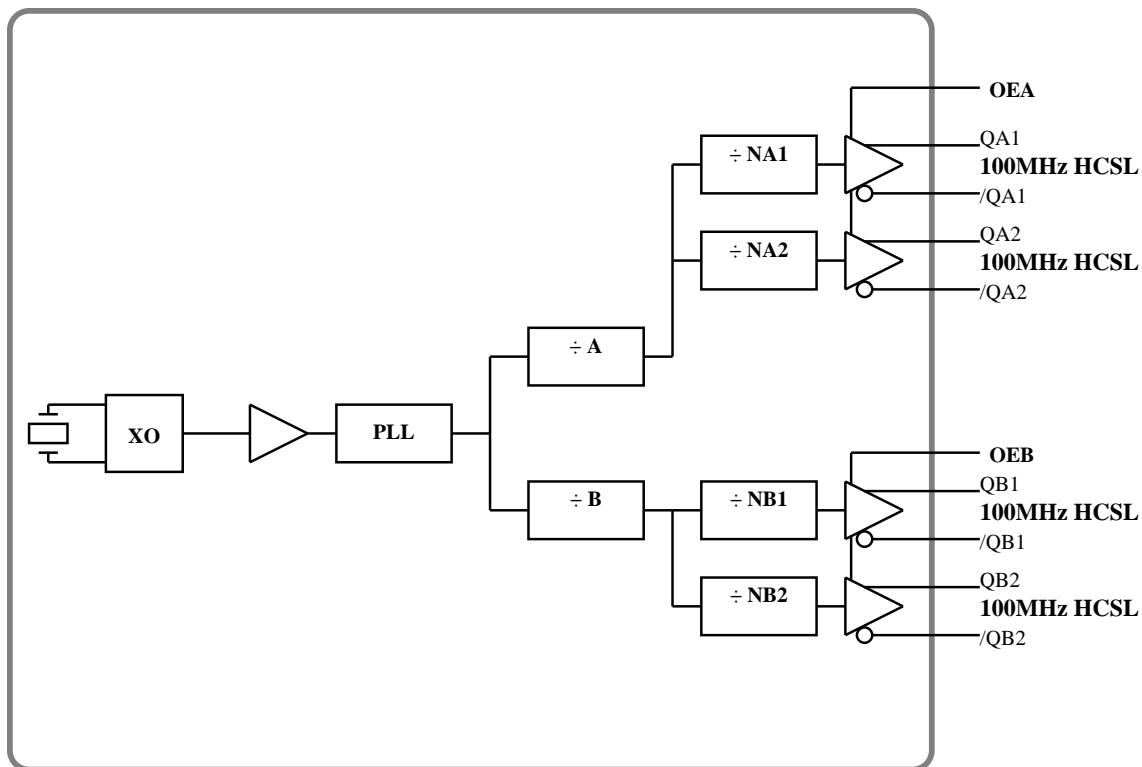 OEA
÷ NA1
QA1
100MHz HCSL
/QA1
÷ NA2
QA2
100MHz HCSL
/QA2
÷ A
XO
PLL
OEB
÷ B
÷ NB1
QB1
100MHz HCSL
/QB1
÷ NB2
QB2
100MHz HCSL
/QB2